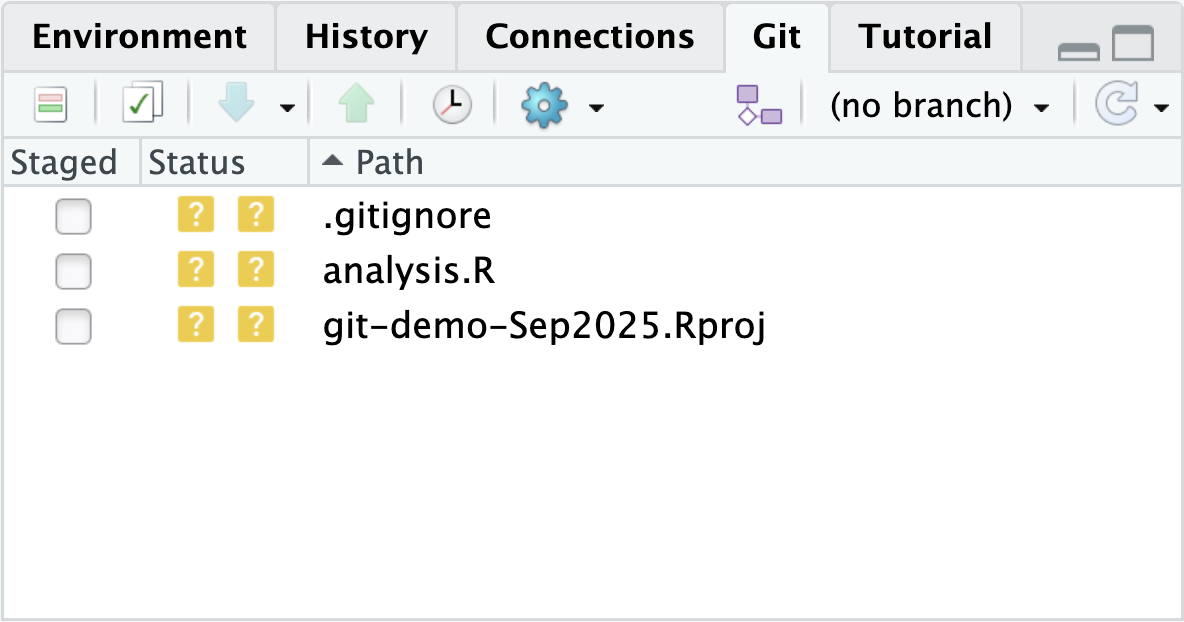 Environment History Connections Git Tutorial
(no branch)
Staged Status Path
? ? .gitignore
? ? analysis.R
? ? git-demo-Sep2025.Rproj